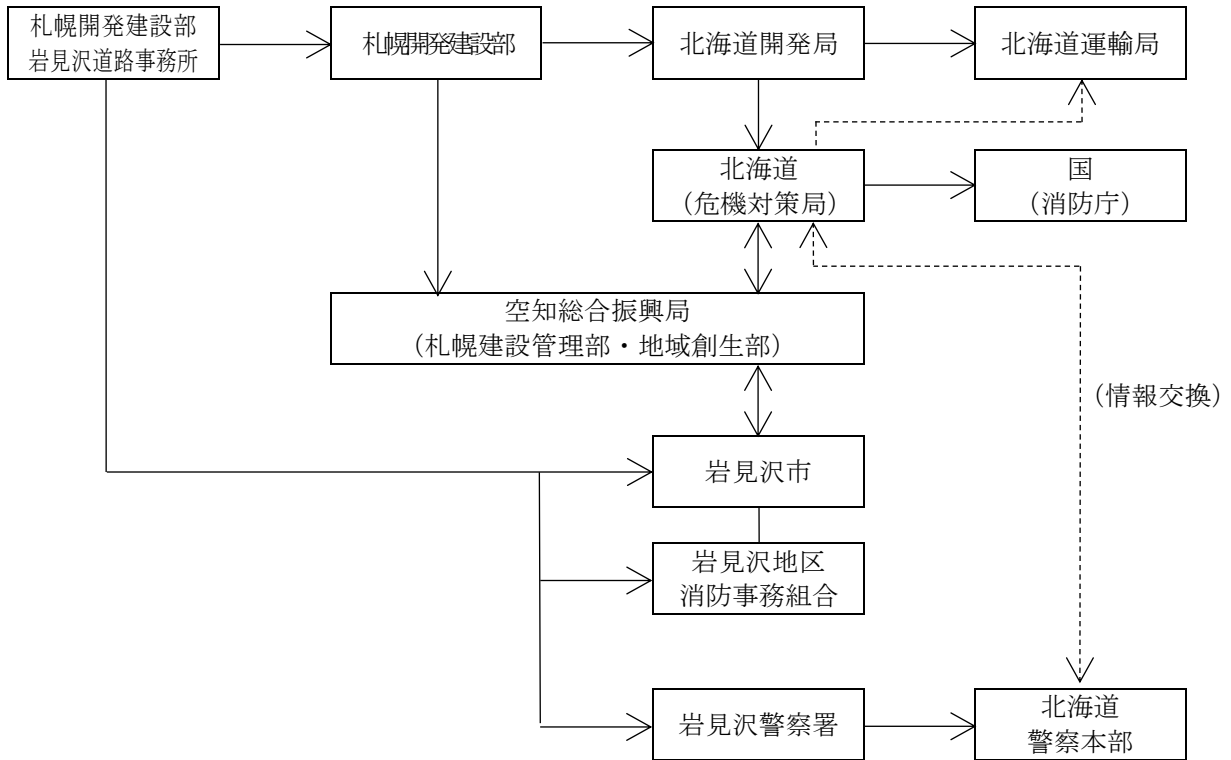 札幌開発建設部
岩見沢道路事務所
札幌開発建設部
北海道開発局
北海道運輸局
北海道
(危機対策局)
国
(消防庁)
空知総合振興局
(札幌建設管理部・地域創生部)
(情報交換)
岩見沢市
岩見沢地区
消防事務組合
岩見沢警察署
北海道
警察本部